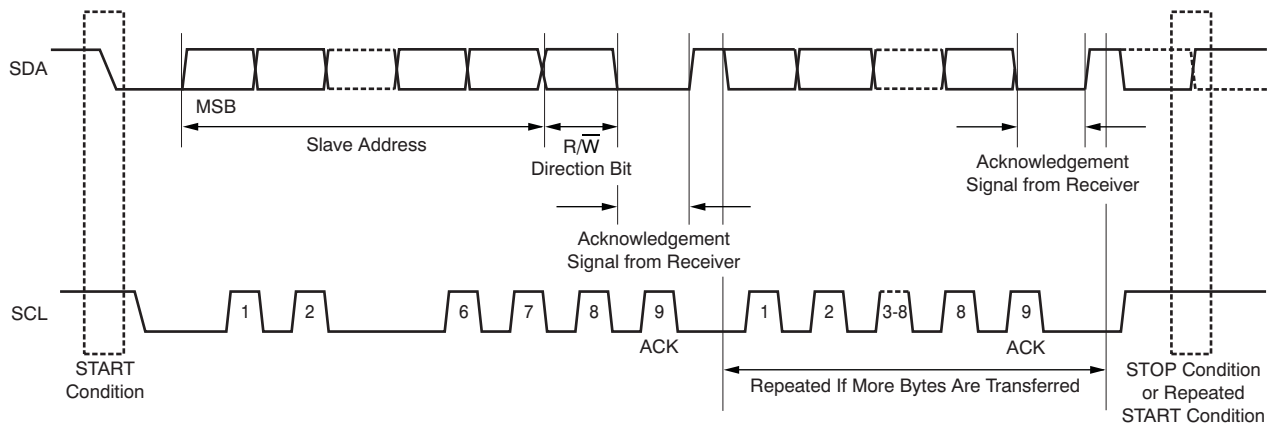 SDA
MSB
Slave Address
R/W̅
Direction Bit
Acknowledgement
Signal from Receiver
Acknowledgement
Signal from Receiver
SCL
1
2
6
7
8
9
1
2
3-8
8
9
ACK
ACK
START
Condition
Repeated If More Bytes Are Transferred
STOP Condition
or Repeated
START Condition